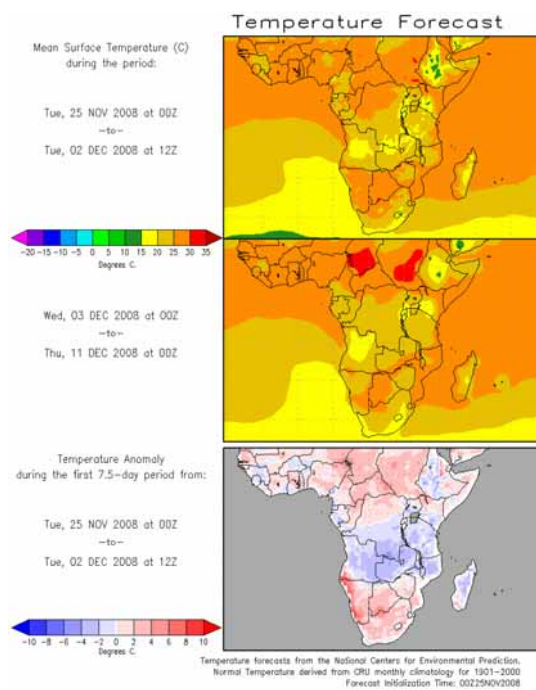 Temperature Forecast
Mean Surface Temperature (C)
during the period:
Tue, 25 NOV 2008 at 00Z
-to-
Tue, 02 DEC 2008 at 12Z
-20 -15 -10 -5 0 5 10 15 20 25 30 35
Degrees C.
Wed, 03 DEC 2008 at 00Z
-to-
Thu, 11 DEC 2008 at 00Z
Temperature Anomaly
during the first 7.5-day period from:
Tue, 25 NOV 2008 at 00Z
-to-
Tue, 02 DEC 2008 at 12Z
-10 -8 -6 -4 -2 0 2 4 6 8 10
Degrees C.
Temperature forecasts from the National Centers for Environmental Prediction.
Normal Temperature derived from CRU monthly climatology for 1901-2000
Forecast Initialization Time: 00Z25NOV2008